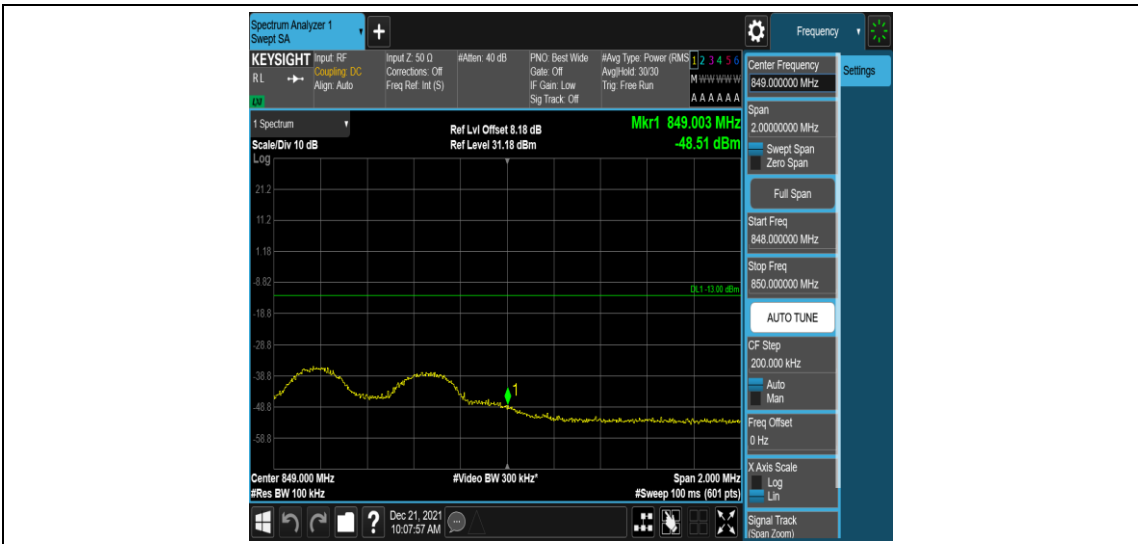 Spectrum Analyzer 1
Swept SA
+
Frequency
KEYSIGHT
RL
LXI
Input: RF
Coupling: DC
Align: Auto
Input Z: 50 Ω
Corrections: Off
Freq Ref: Int (S)
#Atten: 40 dB
PNO: Best Wide
Gate: Off
IF Gain: Low
Sig Track: Off
#Avg Type: Power (RMS
Avg|Hold: 30/30
Trig: Free Run
1 2 3 4 5 6
M W W W W W
A A A A A A
1 Spectrum
Scale/Div 10 dB
Ref Lvl Offset 8.18 dB
Ref Level 31.18 dBm
Mkr1 849.003 MHz
-48.51 dBm
Log
21.2
11.2
1.18
-8.82
-18.8
-28.8
-38.8
-48.8
-58.8
DL1 -13.00 dBm
1
Center 849.000 MHz
#Res BW 100 kHz
#Video BW 300 kHz*
Span 2.000 MHz
#Sweep 100 ms (601 pts)
?
Dec 21, 2021
10:07:57 AM
Center Frequency
849.000000 MHz
Settings
Span
2.00000000 MHz
Swept Span
Zero Span
Full Span
Start Freq
848.000000 MHz
Stop Freq
850.000000 MHz
AUTO TUNE
CF Step
200.000 kHz
Auto
Man
Freq Offset
0 Hz
X Axis Scale
Log
Lin
Signal Track
(Span Zoom)